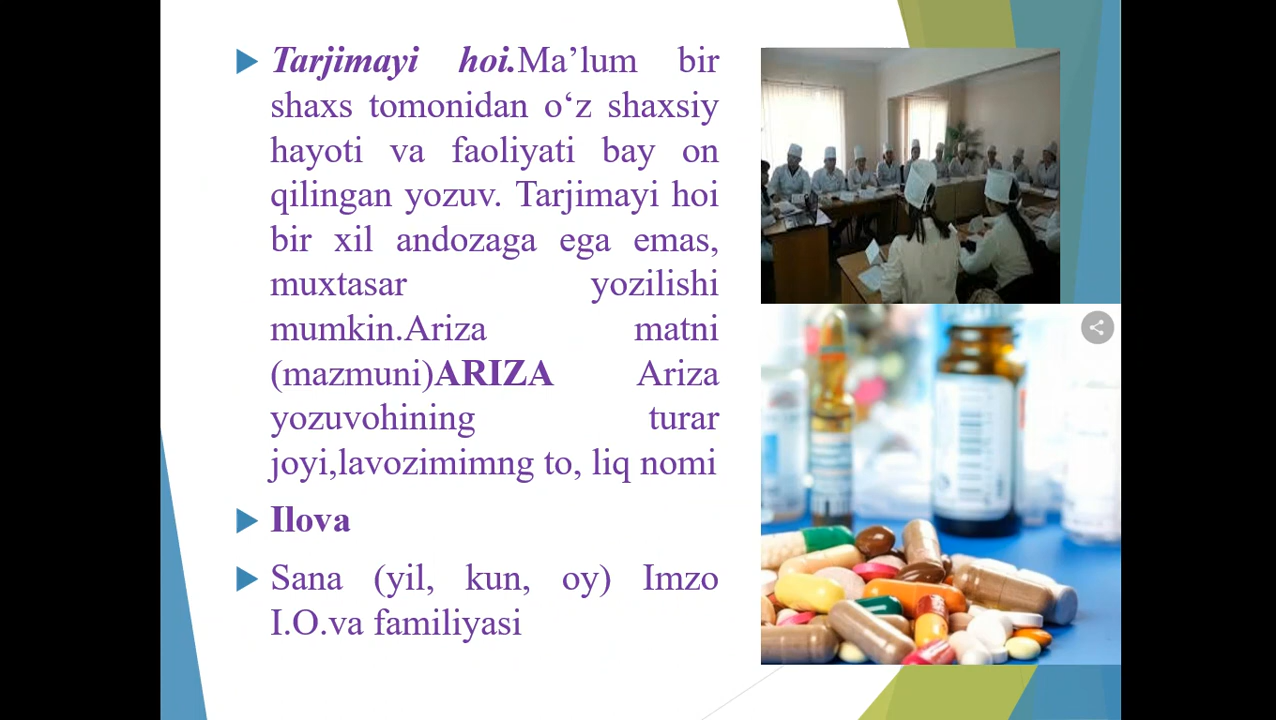 Tarjimayi hoi.Ma’lum bir
shaxs tomonidan o‘z shaxsiy
hayoti va faoliyati bay on
qilingan yozuv. Tarjimayi hoi
bir xil andozaga ega emas,
muxtasar yozilishi
mumkin.Ariza matni
(mazmuni)ARIZA Ariza
yozuvohining turar
joyi,lavozimimng to, liq nomi
Ilova
Sana (yil, kun, oy) Imzo
I.O.va familiyasi